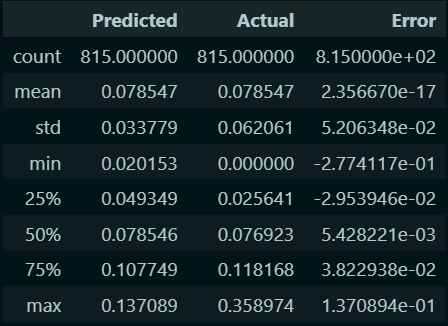 Predicted Actual Error
count 815.000000 815.000000 8.150000e+02
mean 0.078547 0.078547 2.356670e-17
std 0.033779 0.062061 5.206348e-02
min 0.020153 0.000000 -2.774117e-01
25% 0.049349 0.025641 -2.953946e-02
50% 0.078546 0.076923 5.428221e-03
75% 0.107749 0.118168 3.822938e-02
max 0.137089 0.358974 1.370894e-01